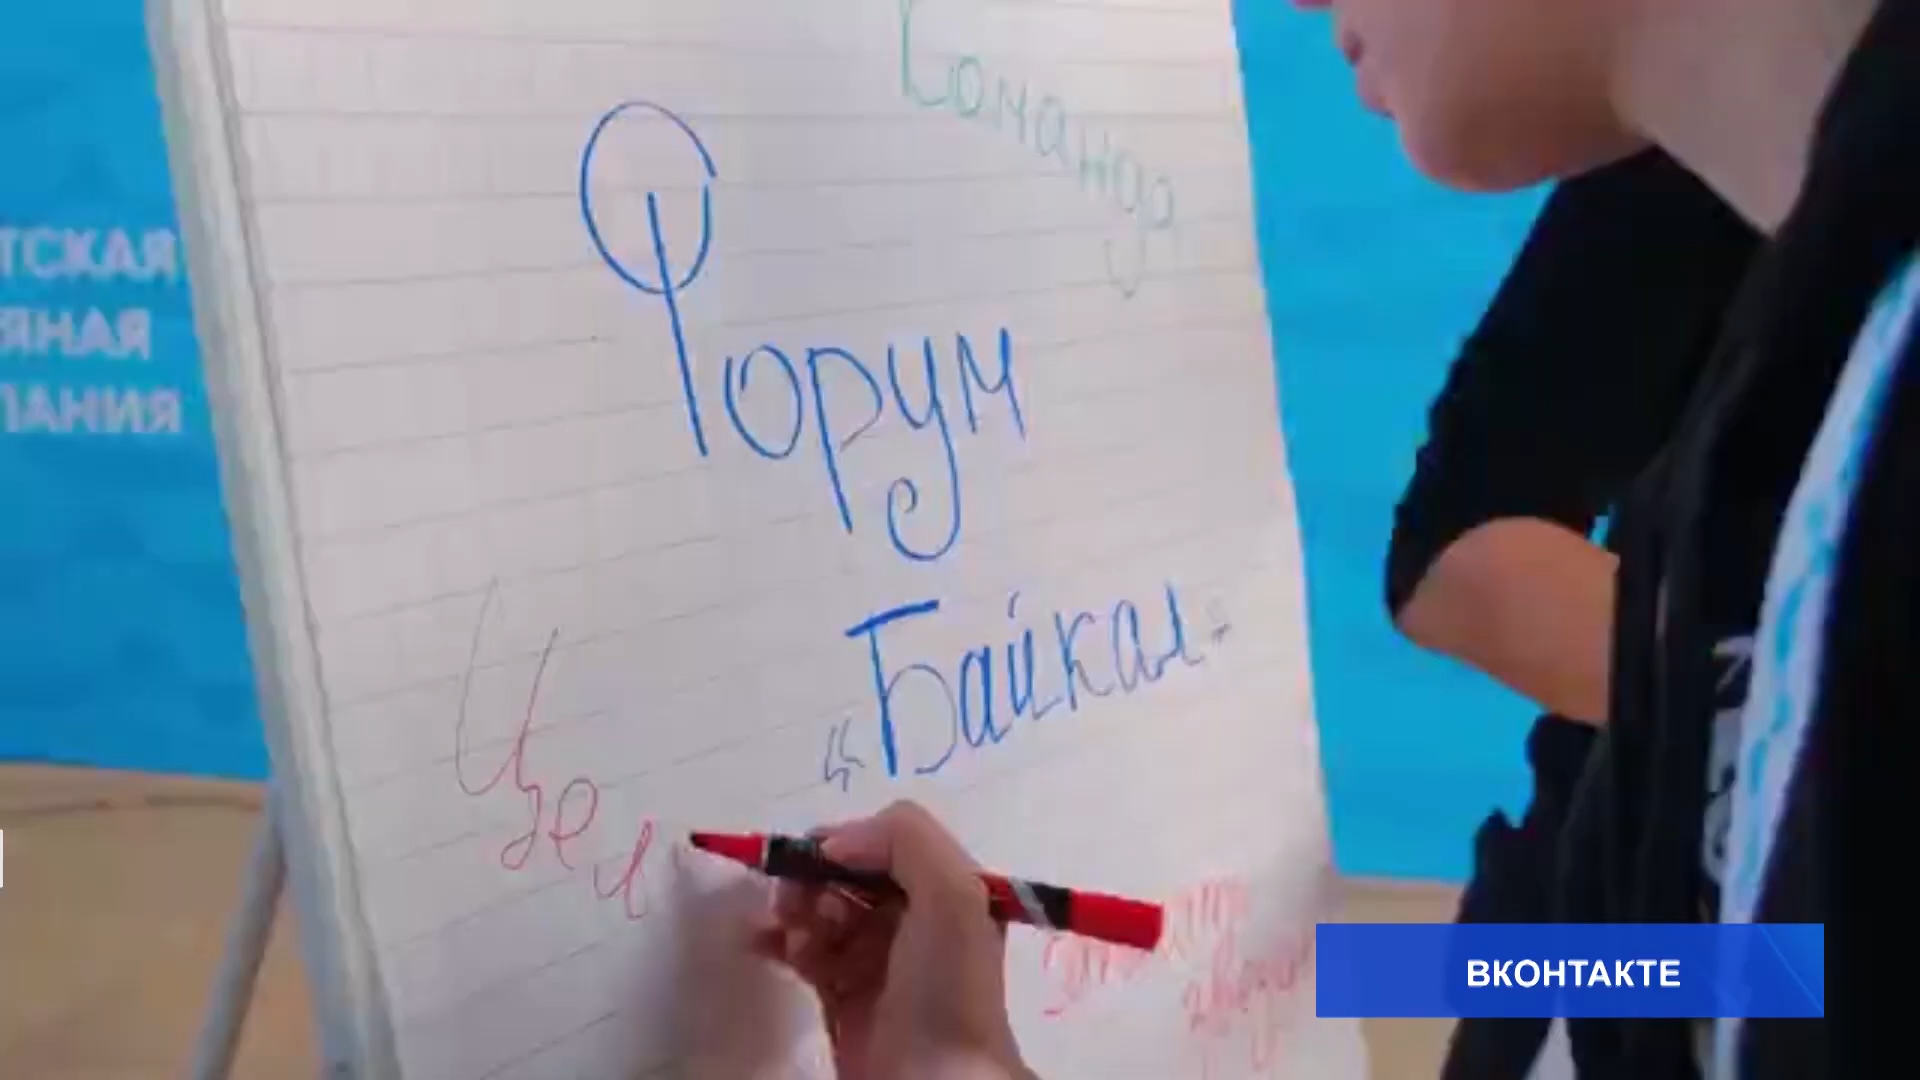 Команда
ТСКАЯ
ЯНАЯ
ПАНИЯ
Форум
"Байкал"
Цел
ВКОНТАКТЕ